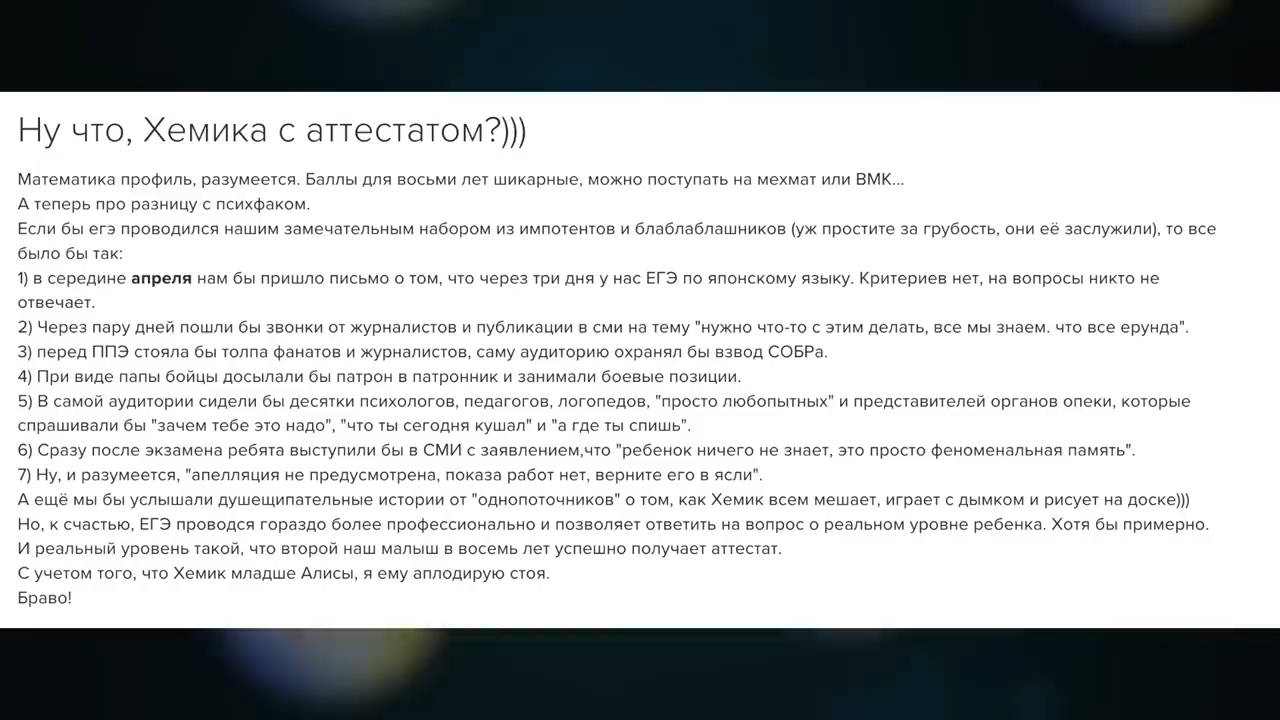 Ну что, Хемика с аттестатом?)))
Математика профиль, разумеется. Баллы для восьми лет шикарные, можно поступать на мехмат или ВМК...
А теперь про разницу с психфаком.
Если бы егэ проводился нашим замечательным набором из импотентов и блаблаблашников (уж простите за грубость, они её заслужили), то все
было бы так:
1) в середине апреля нам бы пришло письмо о том, что через три дня у нас ЕГЭ по японскому языку. Критериев нет, на вопросы никто не
отвечает.
2) Через пару дней пошли бы звонки от журналистов и публикации в сми на тему "нужно что-то с этим делать, все мы знаем. что все ерунда".
3) перед ППЭ стояла бы толпа фанатов и журналистов, саму аудиторию охранял бы взвод СОБРа.
4) При виде папы бойцы досылали бы патрон в патронник и занимали боевые позиции.
5) В самой аудитории сидели бы десятки психологов, педагогов, логопедов, "просто любопытных" и представителей органов опеки, которые
спрашивали бы "зачем тебе это надо", "что ты сегодня кушал" и "а где ты спишь".
6) Сразу после экзамена ребята выступили бы в СМИ с заявлением,что "ребенок ничего не знает, это просто феноменальная память".
7) Ну, и разумеется, "апелляция не предусмотрена, показа работ нет, верните его в ясли".
А ещё мы бы услышали душещипательные истории от "однопоточников" о том, как Хемик всем мешает, играет с дымком и рисует на доске)))
Но, к счастью, ЕГЭ проводся гораздо более профессионально и позволяет ответить на вопрос о реальном уровне ребенка. Хотя бы примерно.
И реальный уровень такой, что второй наш малыш в восемь лет успешно получает аттестат.
С учетом того, что Хемик младше Алисы, я ему аплодирую стоя.
Браво!